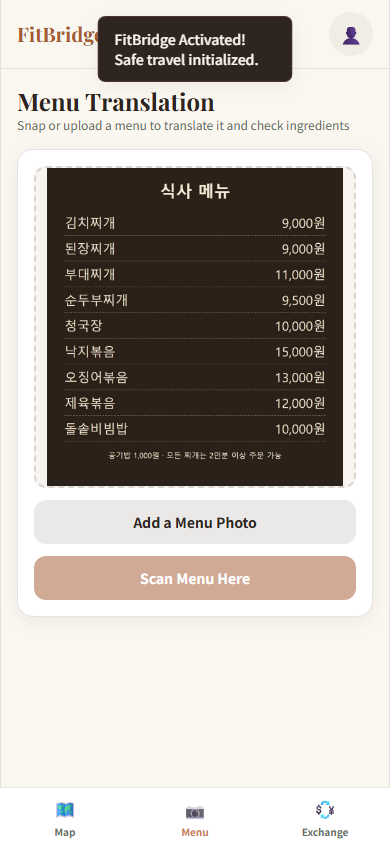 FitBridge
FitBridge Activated!
Safe travel initialized.
Menu Translation
Snap or upload a menu to translate it and check ingredients
식사 메뉴
김치찌개 9,000원
된장찌개 9,000원
부대찌개 11,000원
순두부찌개 9,500원
청국장 10,000원
낙지볶음 15,000원
오징어볶음 13,000원
제육볶음 12,000원
돌솥비빔밥 10,000원
공기밥 1,000원 · 모든 찌개는 2인분 이상 주문 가능
Add a Menu Photo
Scan Menu Here
Map
Menu
Exchange